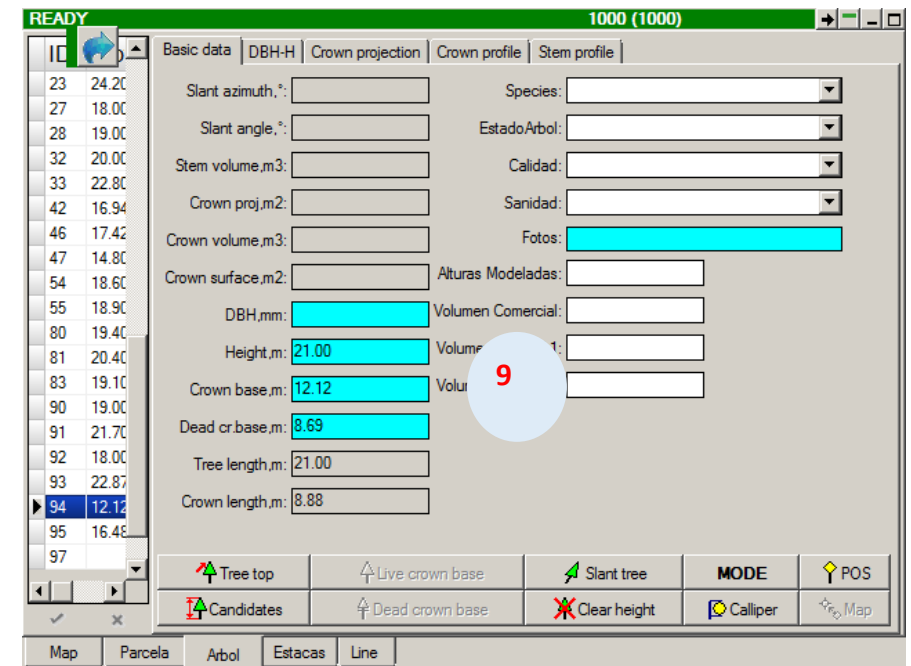 READY 1000 (1000)
ID
Basic data DBH-H Crown projection Crown profile Stem profile
23 24.20
27 18.00
28 19.00
32 20.00
33 22.80
42 16.94
46 17.42
47 14.80
54 18.60
55 18.90
80 19.40
81 20.40
83 19.10
90 19.00
91 21.70
92 18.00
93 22.87
94 12.12
95 16.48
97
Slant azimuth,°:
Slant angle,°:
Stem volume,m3:
Crown proj,m2:
Crown volume,m3:
Crown surface,m2:
DBH,mm:
Height,m: 21.00
Crown base,m: 12.12
Dead cr.base,m: 8.69
Tree length,m: 21.00
Crown length,m: 8.88
Species:
EstadoArbol:
Calidad:
Sanidad:
Fotos:
Alturas Modeladas:
Volumen Comercial:
1:
9
Tree top Live crown base Slant tree MODE POS
Candidates Dead crown base Clear height Calliper Map
Map Parcela Arbol Estacas Line